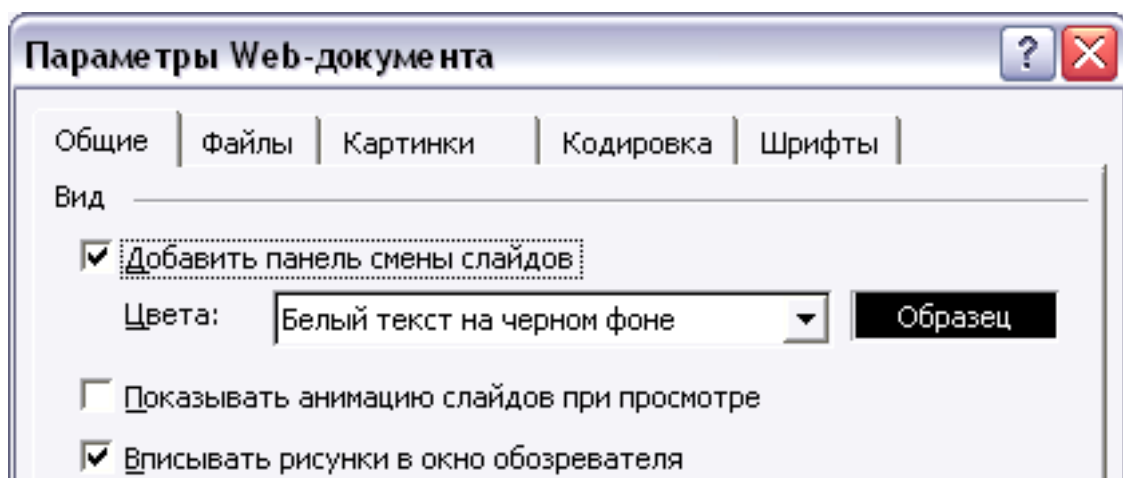 Параметры Web-документа
Общие Файлы Картинки Кодировка Шрифты
Вид
Добавить панель смены слайдов
Цвета: Белый текст на черном фоне Образец
Показывать анимацию слайдов при просмотре
Вписывать рисунки в окно обозревателя